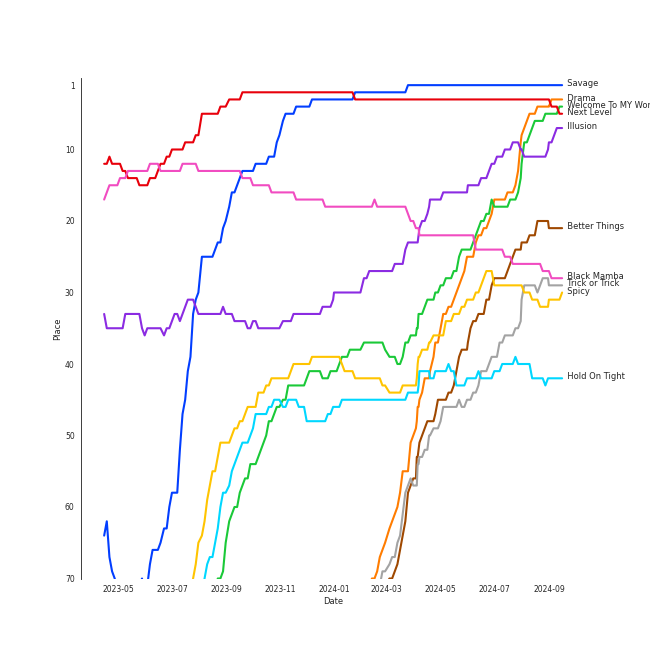 1
Savage
Drama
Welcome To MY Wor
Next Level
Illusion
10
20
Better Things
Black Mamba
Trick or Trick
30
Spicy
Place
40
Hold On Tight
50
60
70
2023-05 2023-07 2023-09 2023-11 2024-01 2024-03 2024-05 2024-07 2024-09
Date